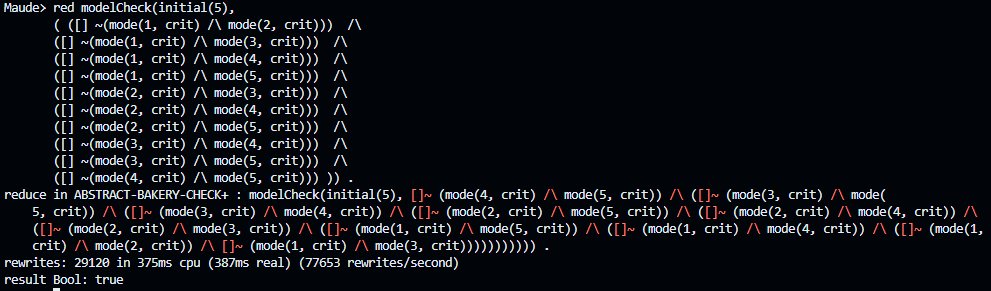 Maude> red modelCheck(initial(5),
( ([] ~(mode(1, crit) /\ mode(2, crit))) /\
([] ~(mode(1, crit) /\ mode(3, crit))) /\
([] ~(mode(1, crit) /\ mode(4, crit))) /\
([] ~(mode(1, crit) /\ mode(5, crit))) /\
([] ~(mode(2, crit) /\ mode(3, crit))) /\
([] ~(mode(2, crit) /\ mode(4, crit))) /\
([] ~(mode(2, crit) /\ mode(5, crit))) /\
([] ~(mode(3, crit) /\ mode(4, crit))) /\
([] ~(mode(3, crit) /\ mode(5, crit))) /\
([] ~(mode(4, crit) /\ mode(5, crit))) )) .
reduce in ABSTRACT-BAKERY-CHECK+ : modelCheck(initial(5), []~ (mode(4, crit) /\ mode(5, crit)) /\ ([]~ (mode(3, crit) /\ mode(
5, crit)) /\ ([]~ (mode(3, crit) /\ mode(4, crit)) /\ ([]~ (mode(2, crit) /\ mode(5, crit)) /\ ([]~ (mode(2, crit) /\ mode(4, crit)) /\
([]~ (mode(2, crit) /\ mode(3, crit)) /\ ([]~ (mode(1, crit) /\ mode(5, crit)) /\ ([]~ (mode(1, crit) /\ mode(4, crit)) /\ ([]~ (mode(1,
crit) /\ mode(2, crit)) /\ []~ (mode(1, crit) /\ mode(3, crit))))))))))) .
rewrites: 29120 in 375ms cpu (387ms real) (77653 rewrites/second)
result Bool: true